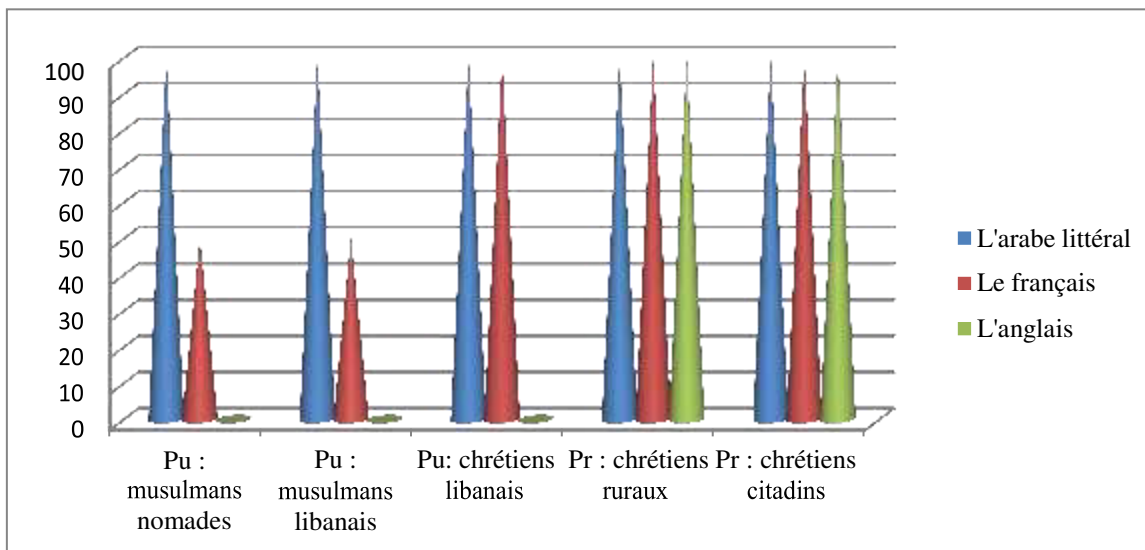 100
90
80
70
60
50
40
30
20
10
0
Pu :
musulmans
nomades
Pu :
musulmans
libanais
Pu: chrétiens
libanais
Pr : chrétiens
ruraux
Pr : chrétiens
citadins
L'arabe littéral
Le français
L'anglais